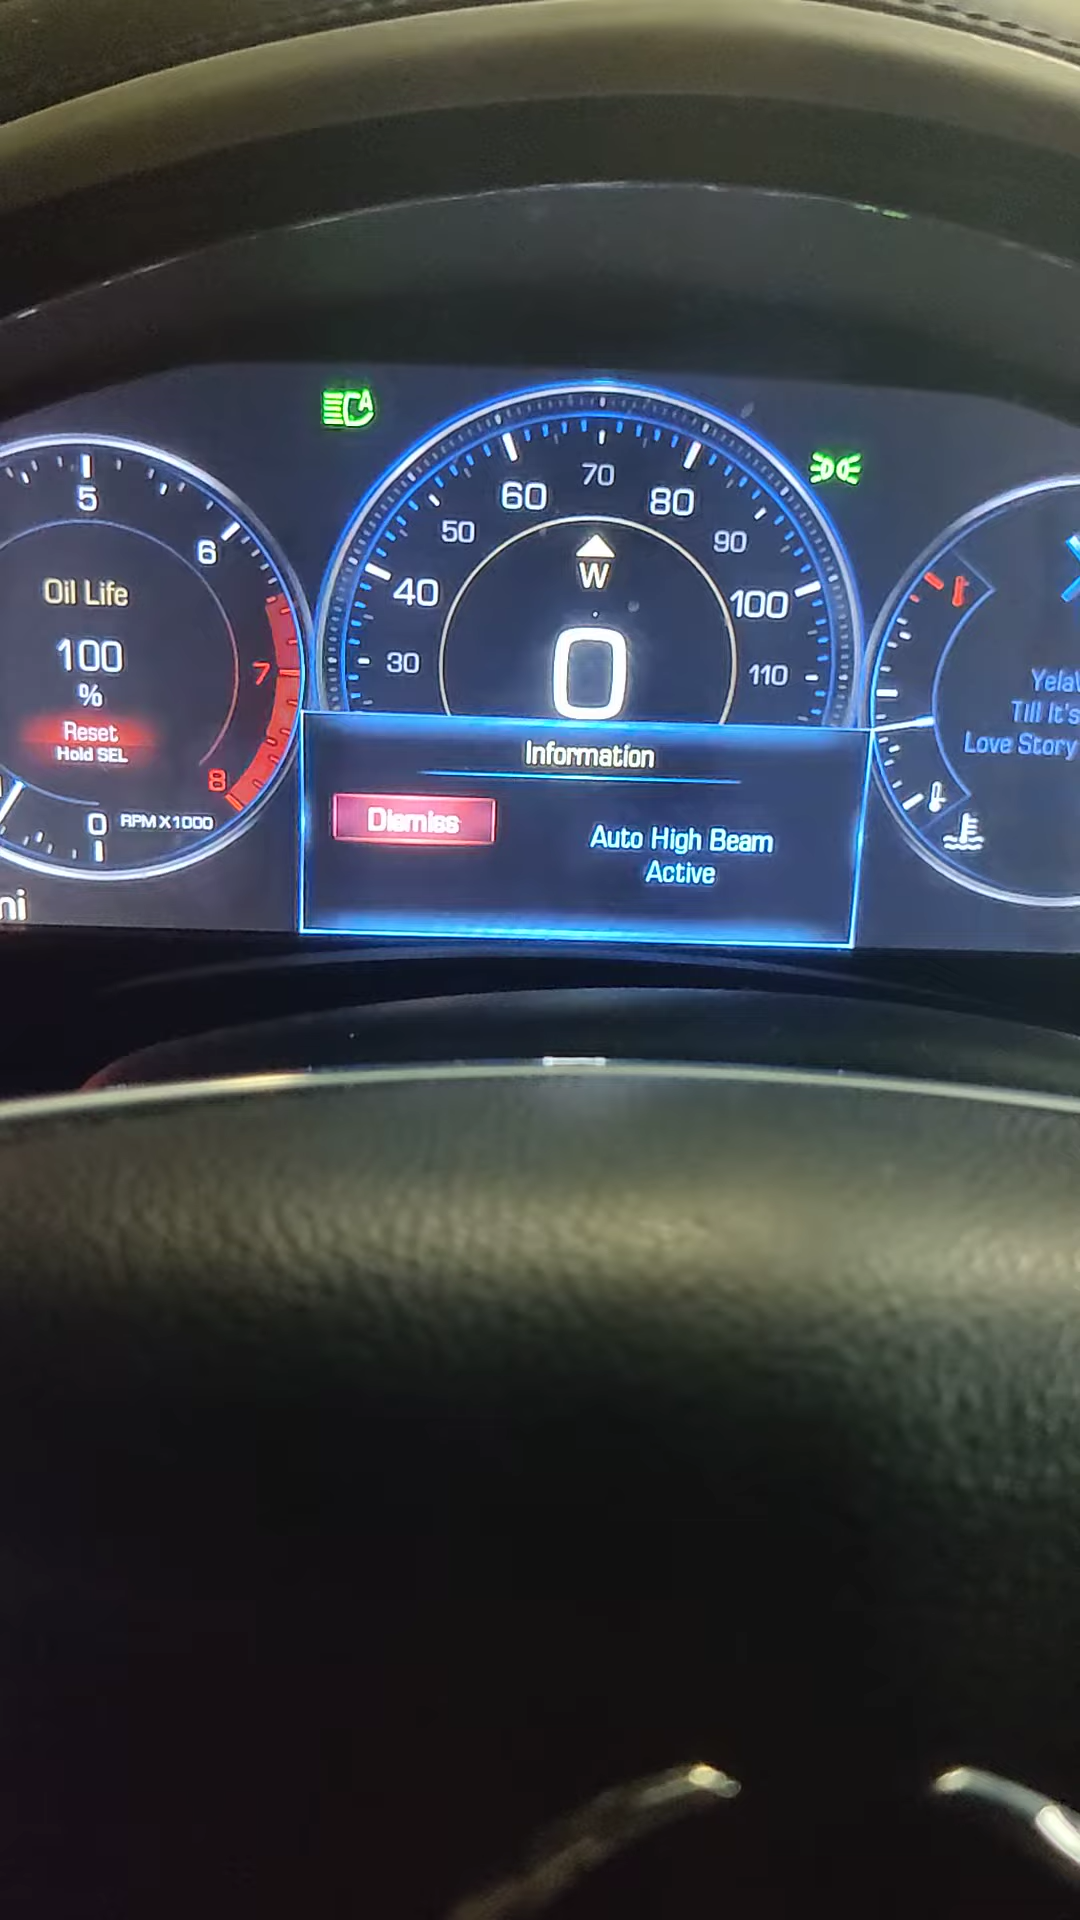 A
5
6
7
8
0 RPM X 1000
Oil Life
100
%
Reset
Hold SEL
30
40
50
60
70
80
90
100
110
W
0
Information
Dismiss
Auto High Beam
Active
Till It's
Love Story